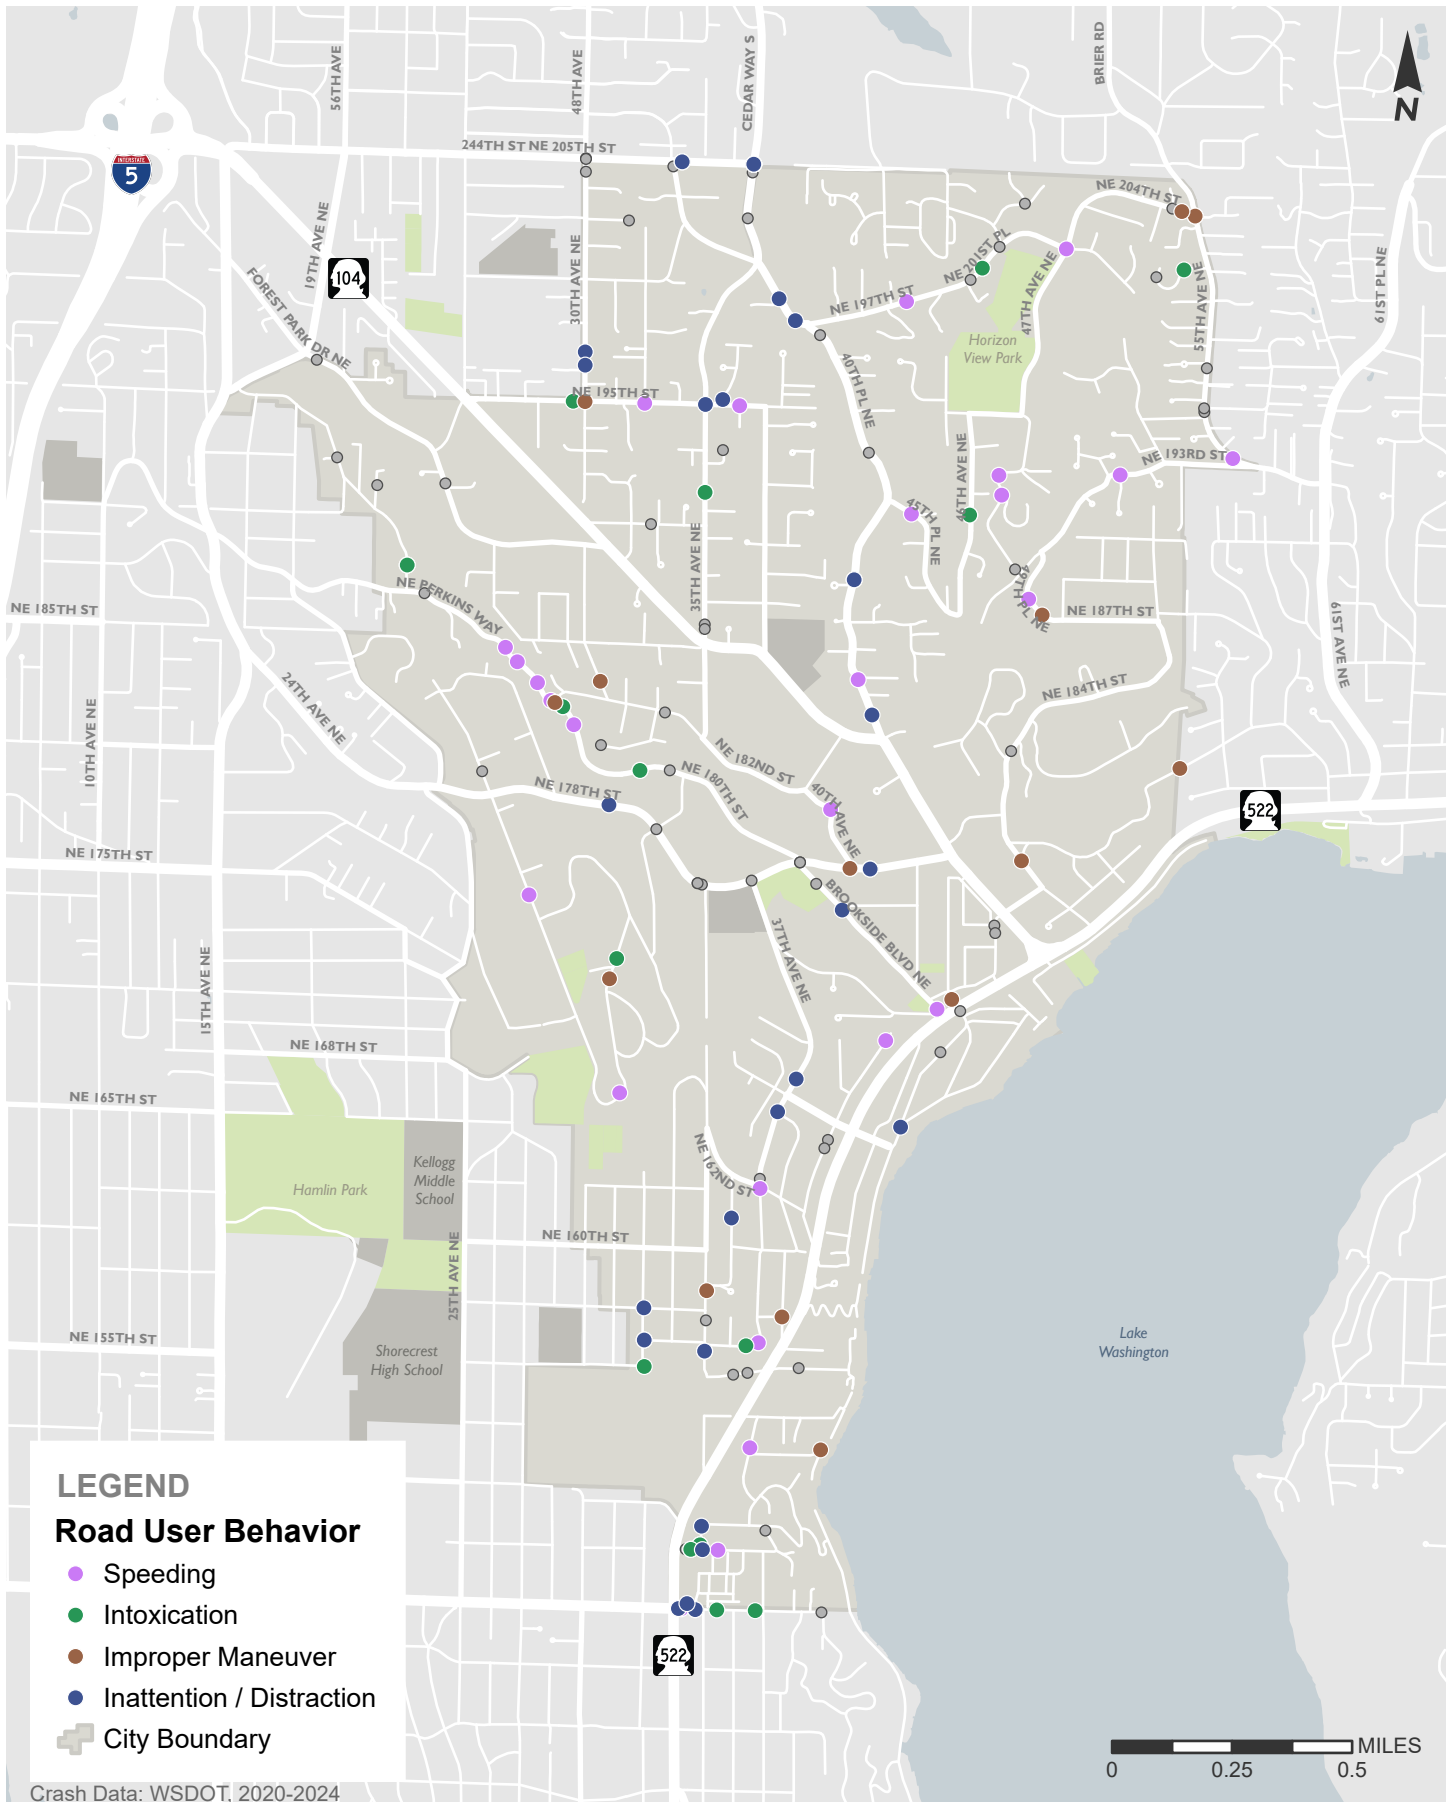 56TH AVE
48TH AVE
CEDAR WAY S
BRIER RD
N
244TH ST NE 205TH ST
INTERSTATE
5
NE 204TH ST
19TH AVE NE
104
FOREST PARK DR NE
30TH AVE NE
NE 201ST PL
NE 197TH ST
47TH AVE NE
55TH AVE NE
61ST PL NE
Horizon
View Park
40TH PL NE
NE 195TH ST
NE 193RD ST
46TH AVE NE
45TH PL NE
35TH AVE NE
NE PERKINS WAY
49TH PL NE
NE 187TH ST
NE 185TH ST
61ST AVE NE
NE 184TH ST
24TH AVE NE
10TH AVE NE
NE 182ND ST
NE 180TH ST
NE 178TH ST
40TH AVE NE
522
NE 175TH ST
BROOKSIDE BLVD NE
37TH AVE NE
15TH AVE NE
NE 168TH ST
NE 165TH ST
Kellogg
Middle
School
Hamlin Park
NE 162ND ST
NE 160TH ST
25TH AVE NE
NE 155TH ST
Shorecrest
High School
Lake
Washington
LEGEND
Road User Behavior
Speeding
Intoxication
Improper Maneuver
Inattention / Distraction
City Boundary
522
MILES
0 0.25 0.5
Crash Data: WSDOT, 2020-2024